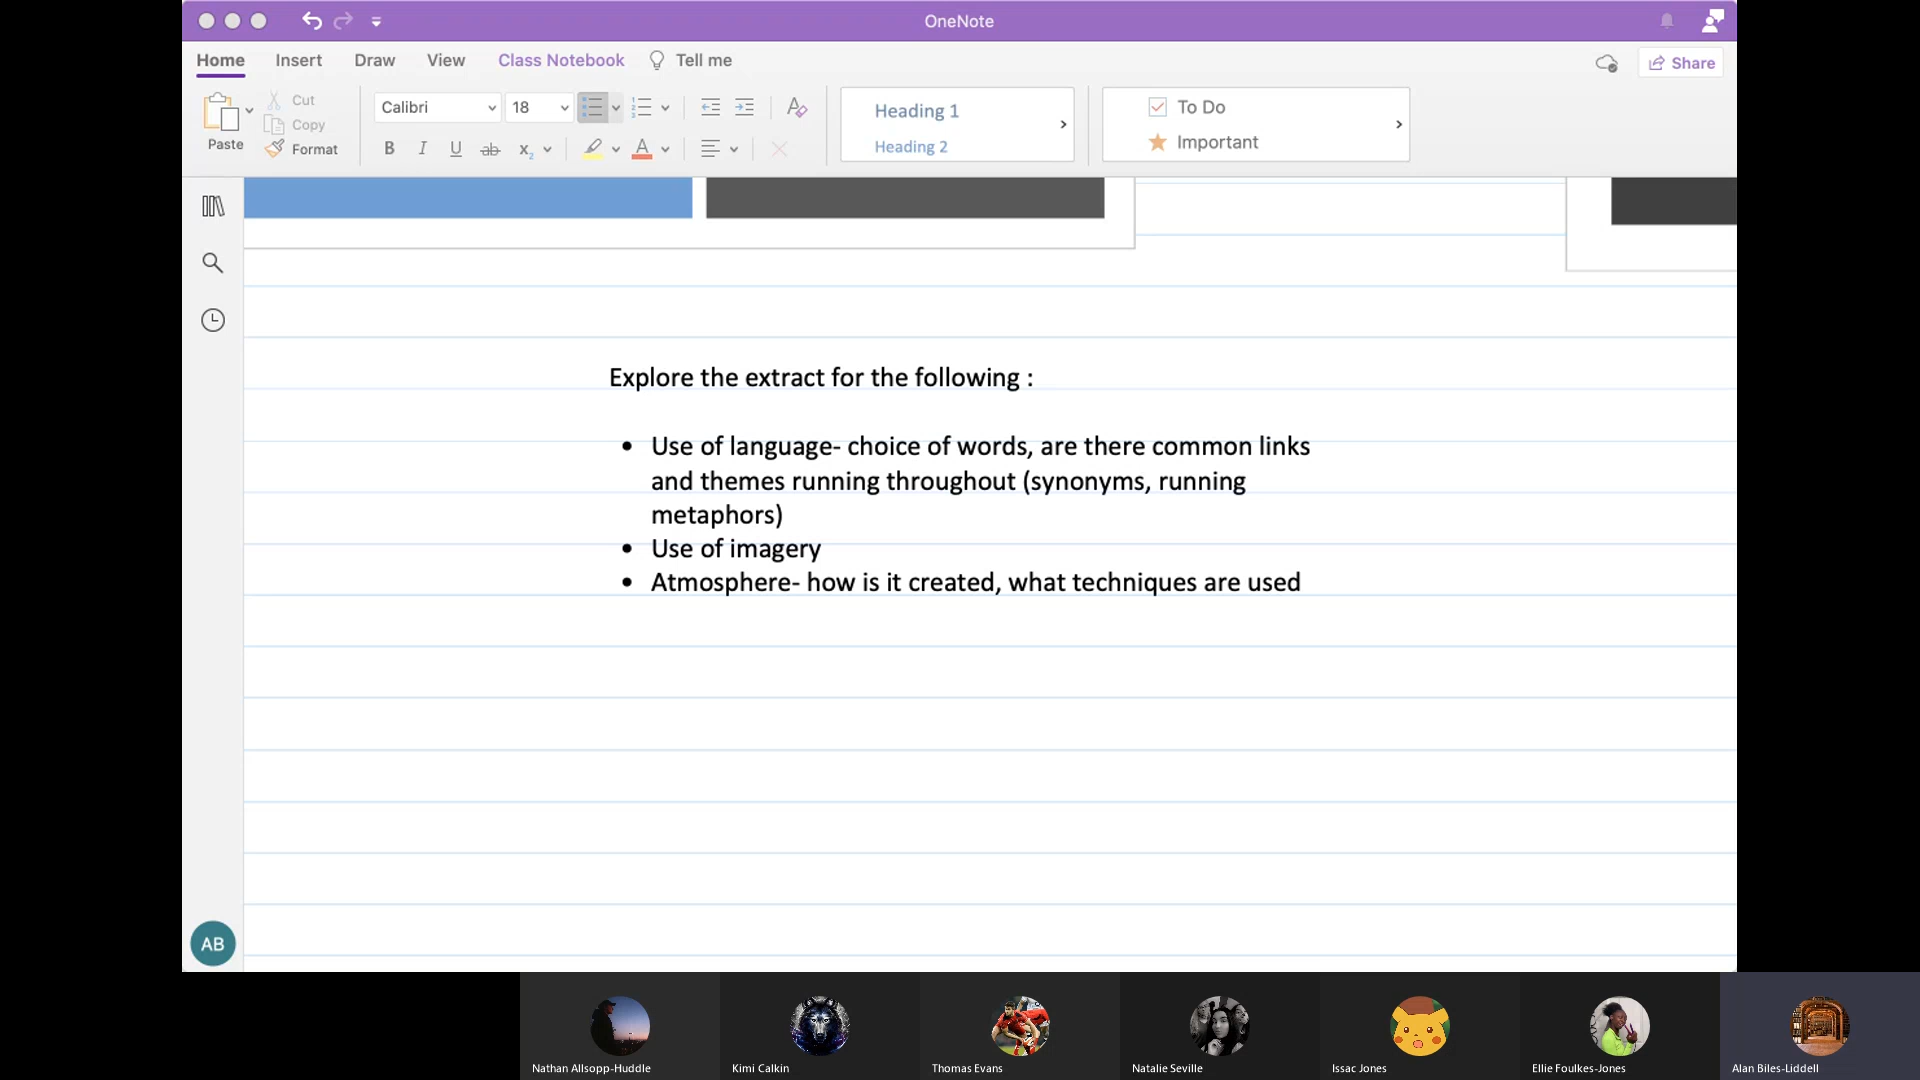 OneNote
Home Insert Draw View Class Notebook Tell me Share
Paste
Cut
Copy
Format
Calibri 18
B I U ab x2 A
Heading 1
Heading 2
To Do
Important
Explore the extract for the following :
• Use of language- choice of words, are there common links
and themes running throughout (synonyms, running
metaphors)
• Use of imagery
• Atmosphere- how is it created, what techniques are used
AB
Nathan Allsopp-Huddle Kimi Calkin Thomas Evans Natalie Seville Issac Jones Ellie Foulkes-Jones Alan Biles-Liddell